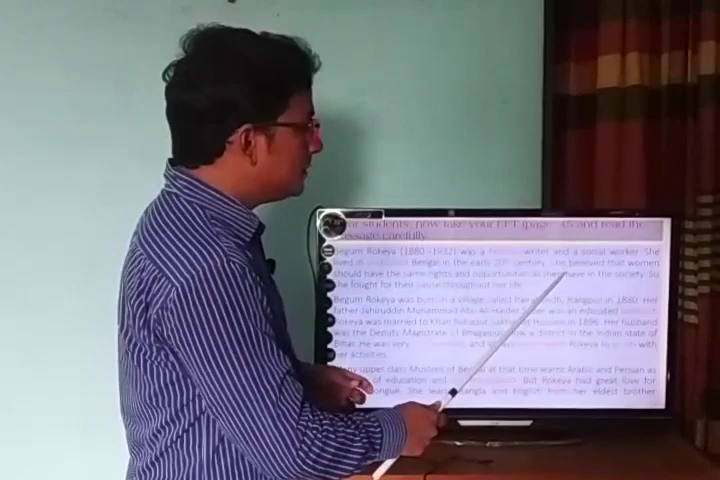 students, now take your EFT (page 45 and read the
passage carefully.
Begum Rokeya (1880 -1932) was a writer and a social worker. She
lived in Bengal in the early 20th century. She believed that women
should have the same rights and opportunities as men have in the society. So
she fought for their cause throughout her life.
Begum Rokeya was born in a village called Rangpur in 1880. Her
father Jahiruddin Muhammad Abu Ali Haider was an educated
Rokeya was married to Khan Bahadur Hussain in 1896. Her husband
was the Deputy Magistrate of Bhagalpur, now a district in the Indian state of
Bihar. He was very and Rokeya to with
her activities.
upper class Muslims of Bengal at that time learnt Arabic and Persian as
of education and But Rokeya had great love for
She learnt Bangla and English from her eldest brother